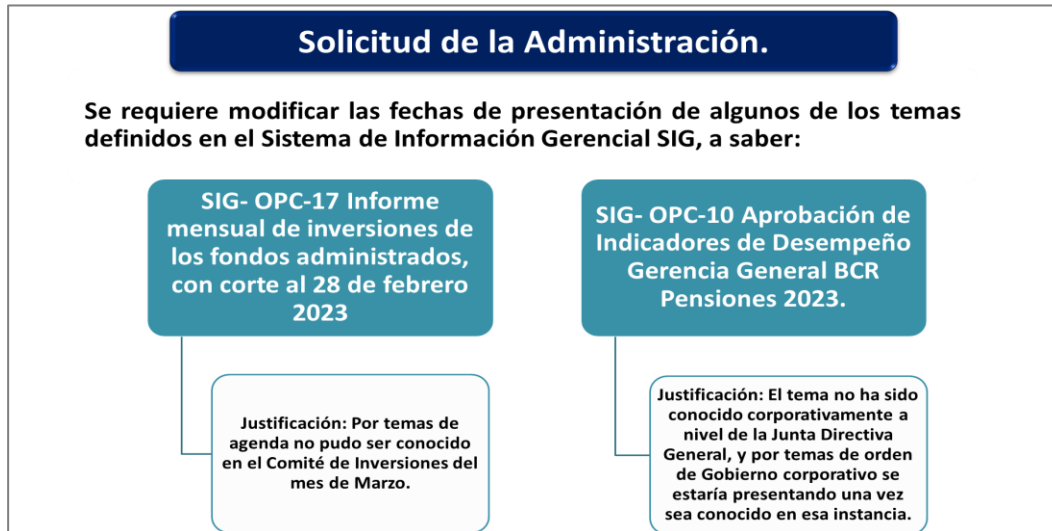 Solicitud de la Administración.
Se requiere modificar las fechas de presentación de algunos de los temas
definidos en el Sistema de Información Gerencial SIG, a saber:
SIG- OPC-17 Informe
mensual de inversiones de
los fondos administrados,
con corte al 28 de febrero
2023
Justificación: Por temas de
agenda no pudo ser conocido
en el Comité de Inversiones del
mes de Marzo.
SIG- OPC-10 Aprobación de
Indicadores de Desempeño
Gerencia General BCR
Pensiones 2023.
Justificación: El tema no ha sido
conocido corporativamente a
nivel de la Junta Directiva
General, y por temas de orden
de Gobierno corporativo se
estaría presentando una vez
sea conocido en esa instancia.